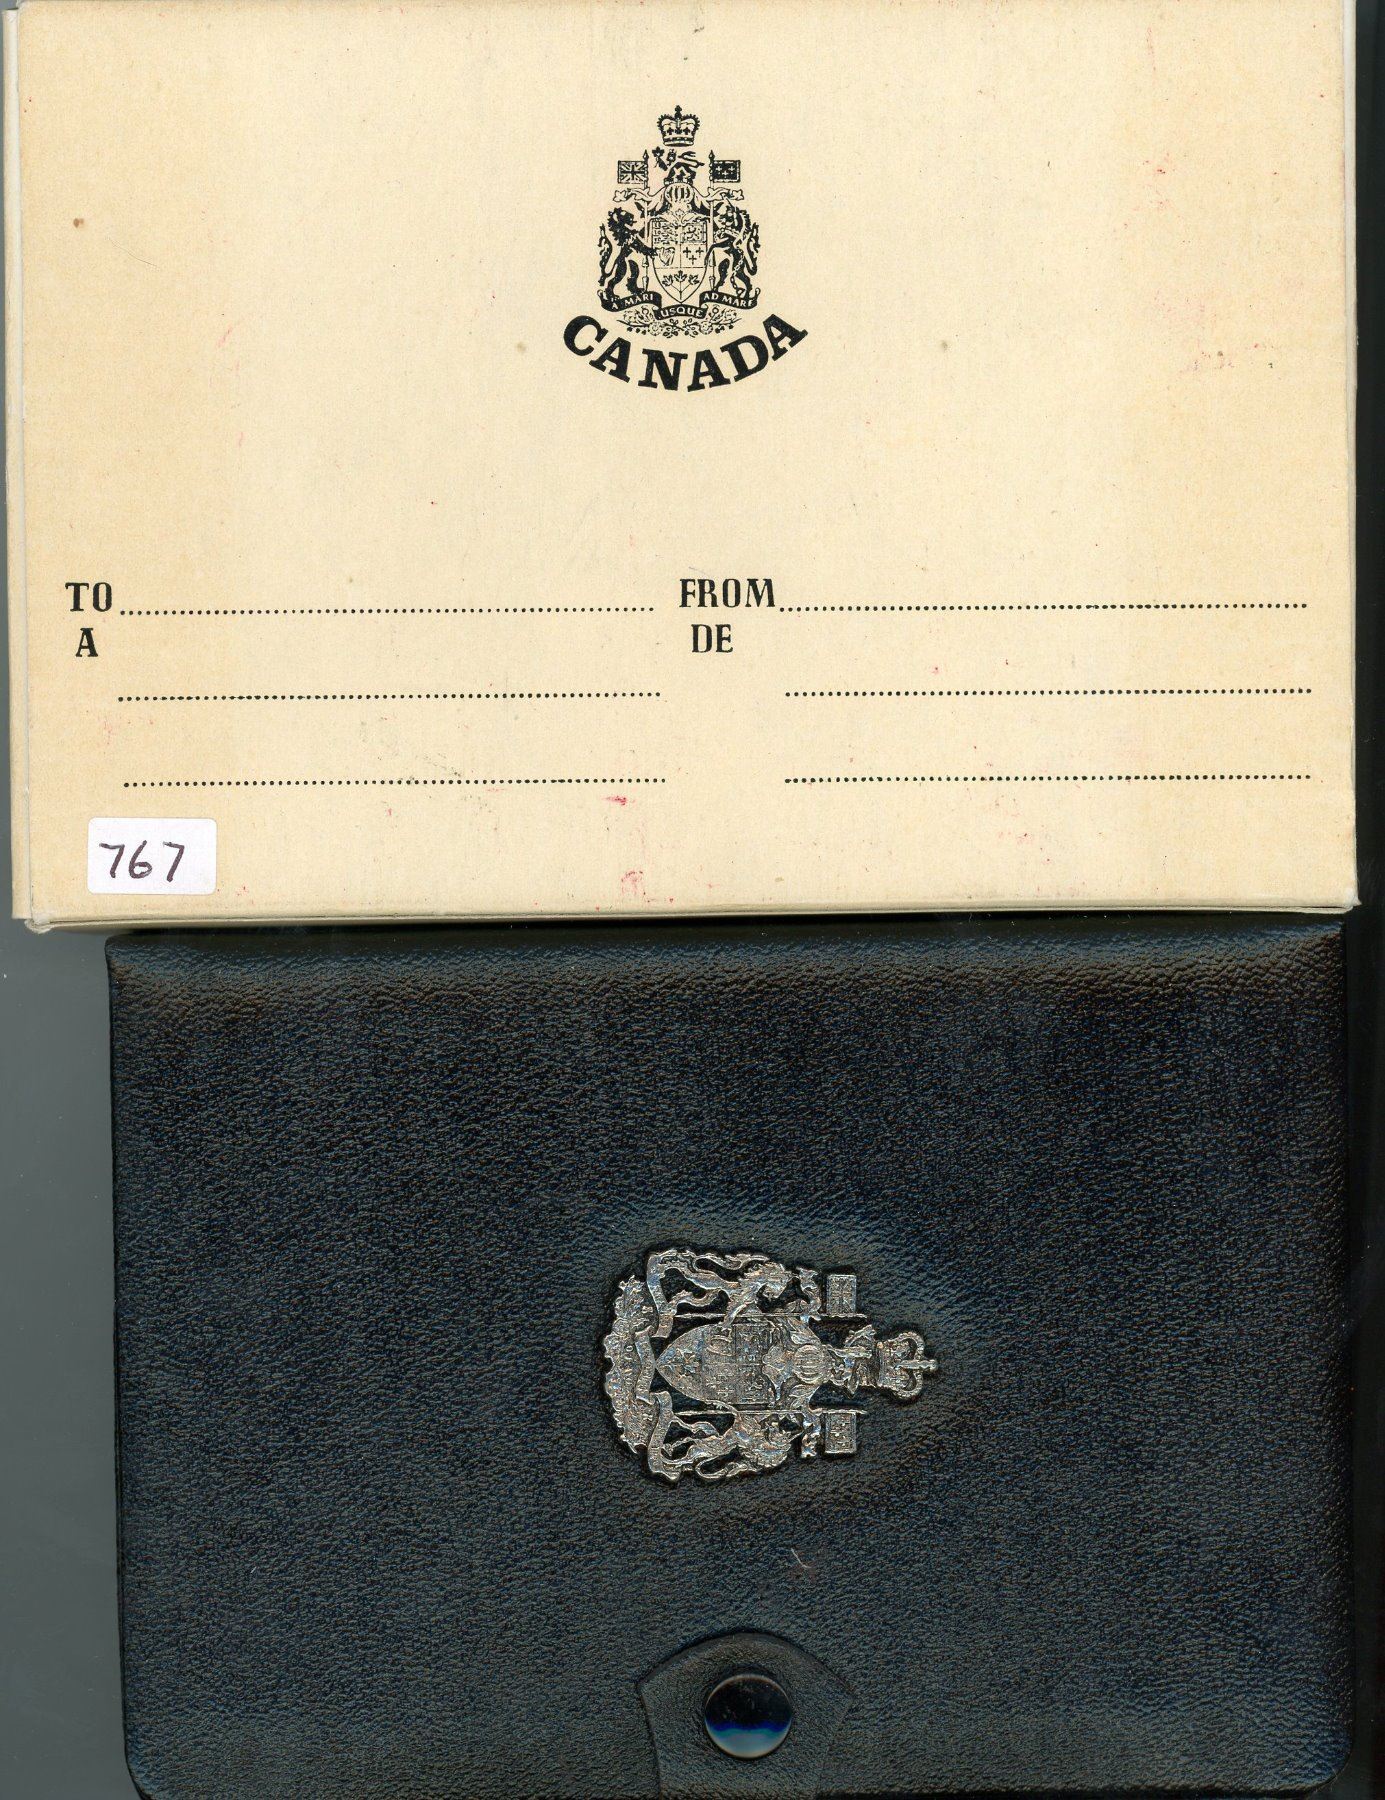 A MARI USQUE AD MARE
CANADA
TO FROM
A DE
767